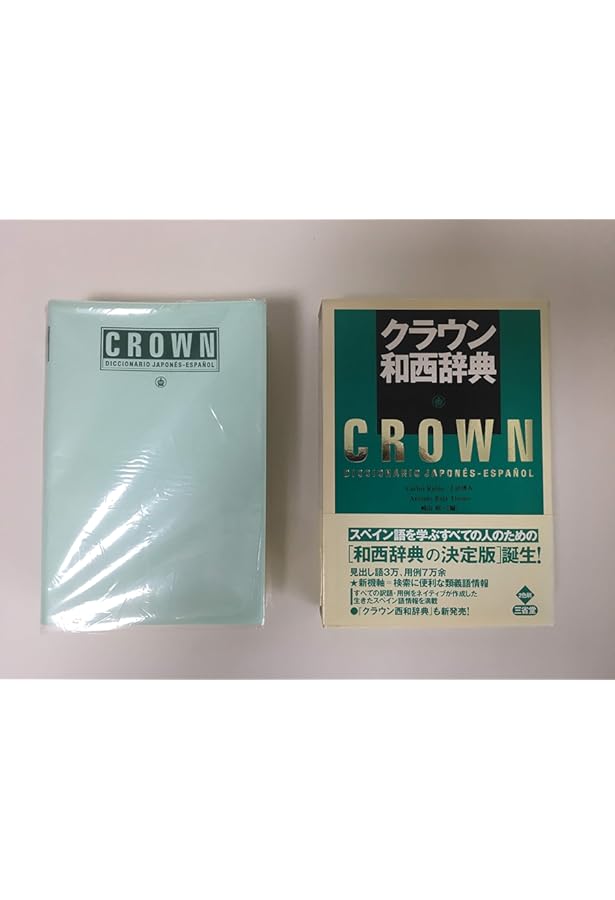 CROWN
DICCIONARIO JAPONÉS-ESPAÑOL
クラウン
和西辞典
CROWN
DICCIONARIO JAPONÉS-ESPAÑOL
Carlos Rubio
スペイン語を学ぶすべての人のための
[和西辞典の決定版]誕生!
見出し語3万、用例7万余
★新機軸=検索に便利な類義語情報
すべての訳語・用例をネイティブが作成した
生きたスペイン語情報を満載
●「クラウン西和辞典」も新発売!
2色刷
三省堂